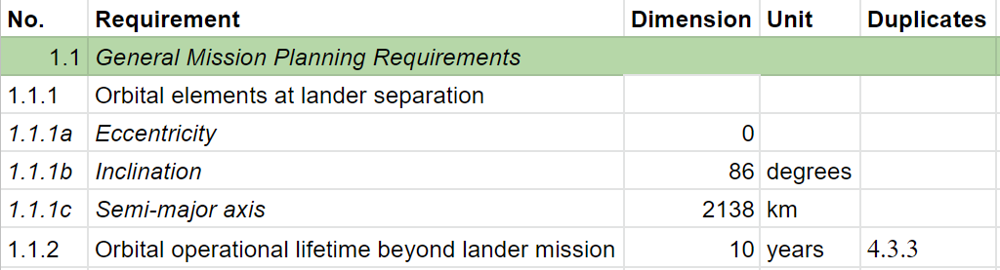 No. Requirement Dimension Unit Duplicates
1.1 General Mission Planning Requirements
1.1.1 Orbital elements at lander separation
1.1.1a Eccentricity 0
1.1.1b Inclination 86 degrees
1.1.1c Semi-major axis 2138 km
1.1.2 Orbital operational lifetime beyond lander mission 10 years 4.3.3